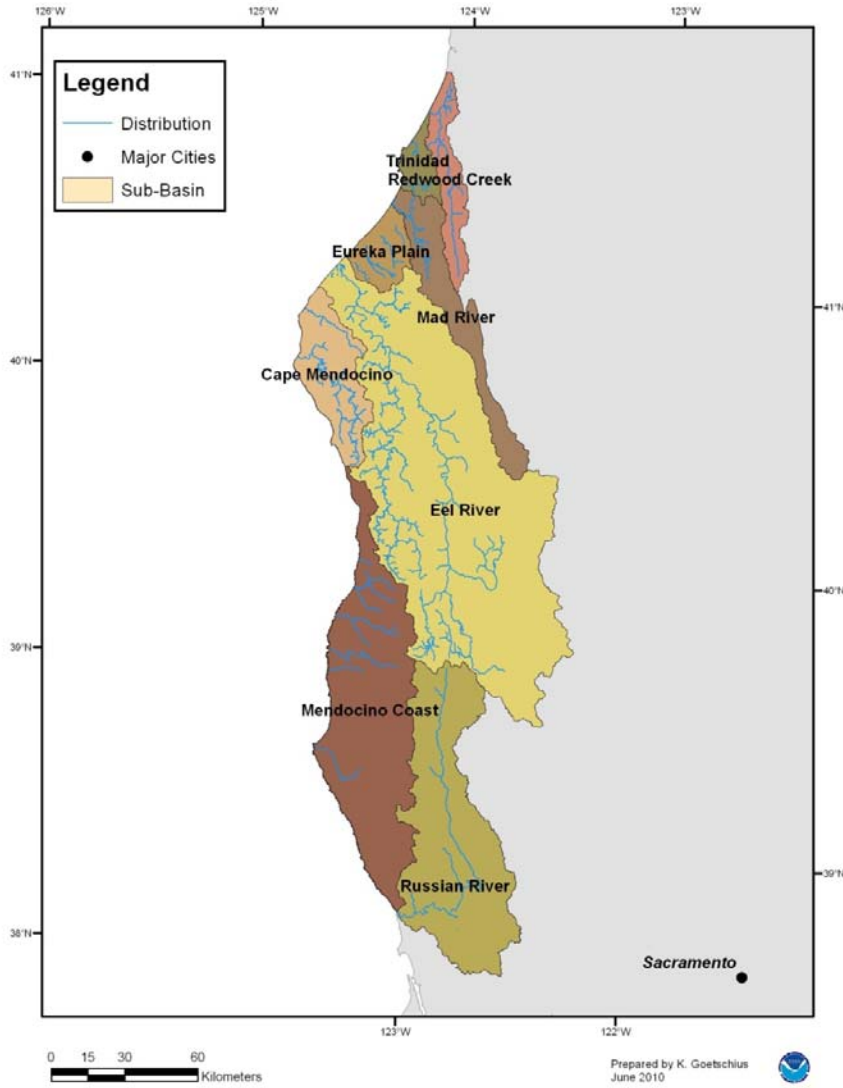 126°W 125°W 124°W 123°W
41°N
Legend
Distribution
Major Cities
Sub-Basin
Trinidad
Redwood Creek
Eureka Plain
Mad River
41°N
40°N
Cape Mendocino
Eel River
40°N
39°N
Mendocino Coast
39°N
Russian River
38°N
Sacramento
123°W 122°W
0 15 30 60
Kilometers
Prepared by K. Goetschius
June 2010